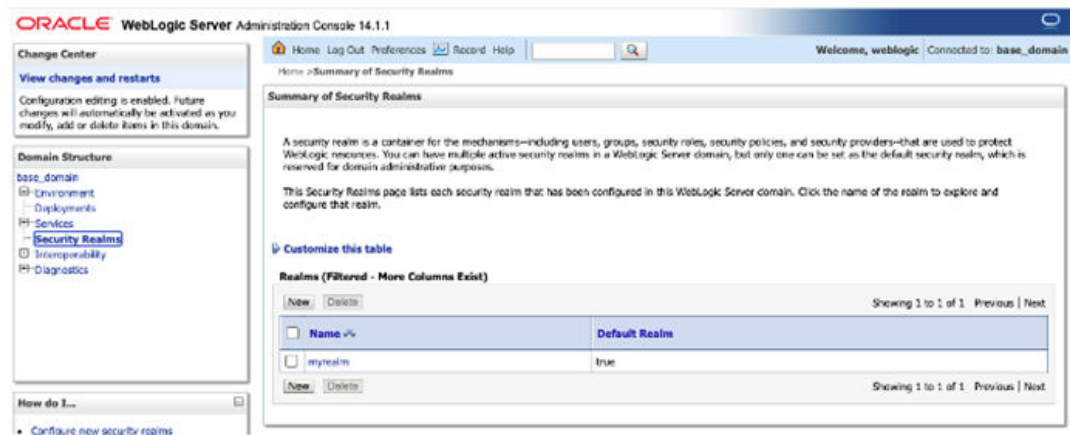 ORACLE WebLogic Server Administration Console 14.1.1
Change Center
View changes and restarts
Configuration editing is enabled. Future
changes will automatically be activated as you
modify, add or delete items in this domain.
Domain Structure
base_domain
Environment
Deployments
Services
Security Realms
Interoperability
Diagnostics
How do I...
Configure new security realms
Home Log Out Preferences Record Help
Welcome, weblogic Connected to: base_domain
Home >Summary of Security Realms
Summary of Security Realms
A security realm is a container for the mechanisms—including users, groups, security roles, security policies, and security providers—that are used to protect
WebLogic resources. You can have multiple active security realms in a WebLogic Server domain, but only one can be set as the default security realm, which is
reserved for domain administrative purposes.
This Security Realms page lists each security realm that has been configured in this WebLogic Server domain. Click the name of the realm to explore and
configure that realm.
Customize this table
Realms (Filtered - More Columns Exist)
New Delete Showing 1 to 1 of 1 Previous | Next
Name Default Realm
myrealm true
New Delete Showing 1 to 1 of 1 Previous | Next